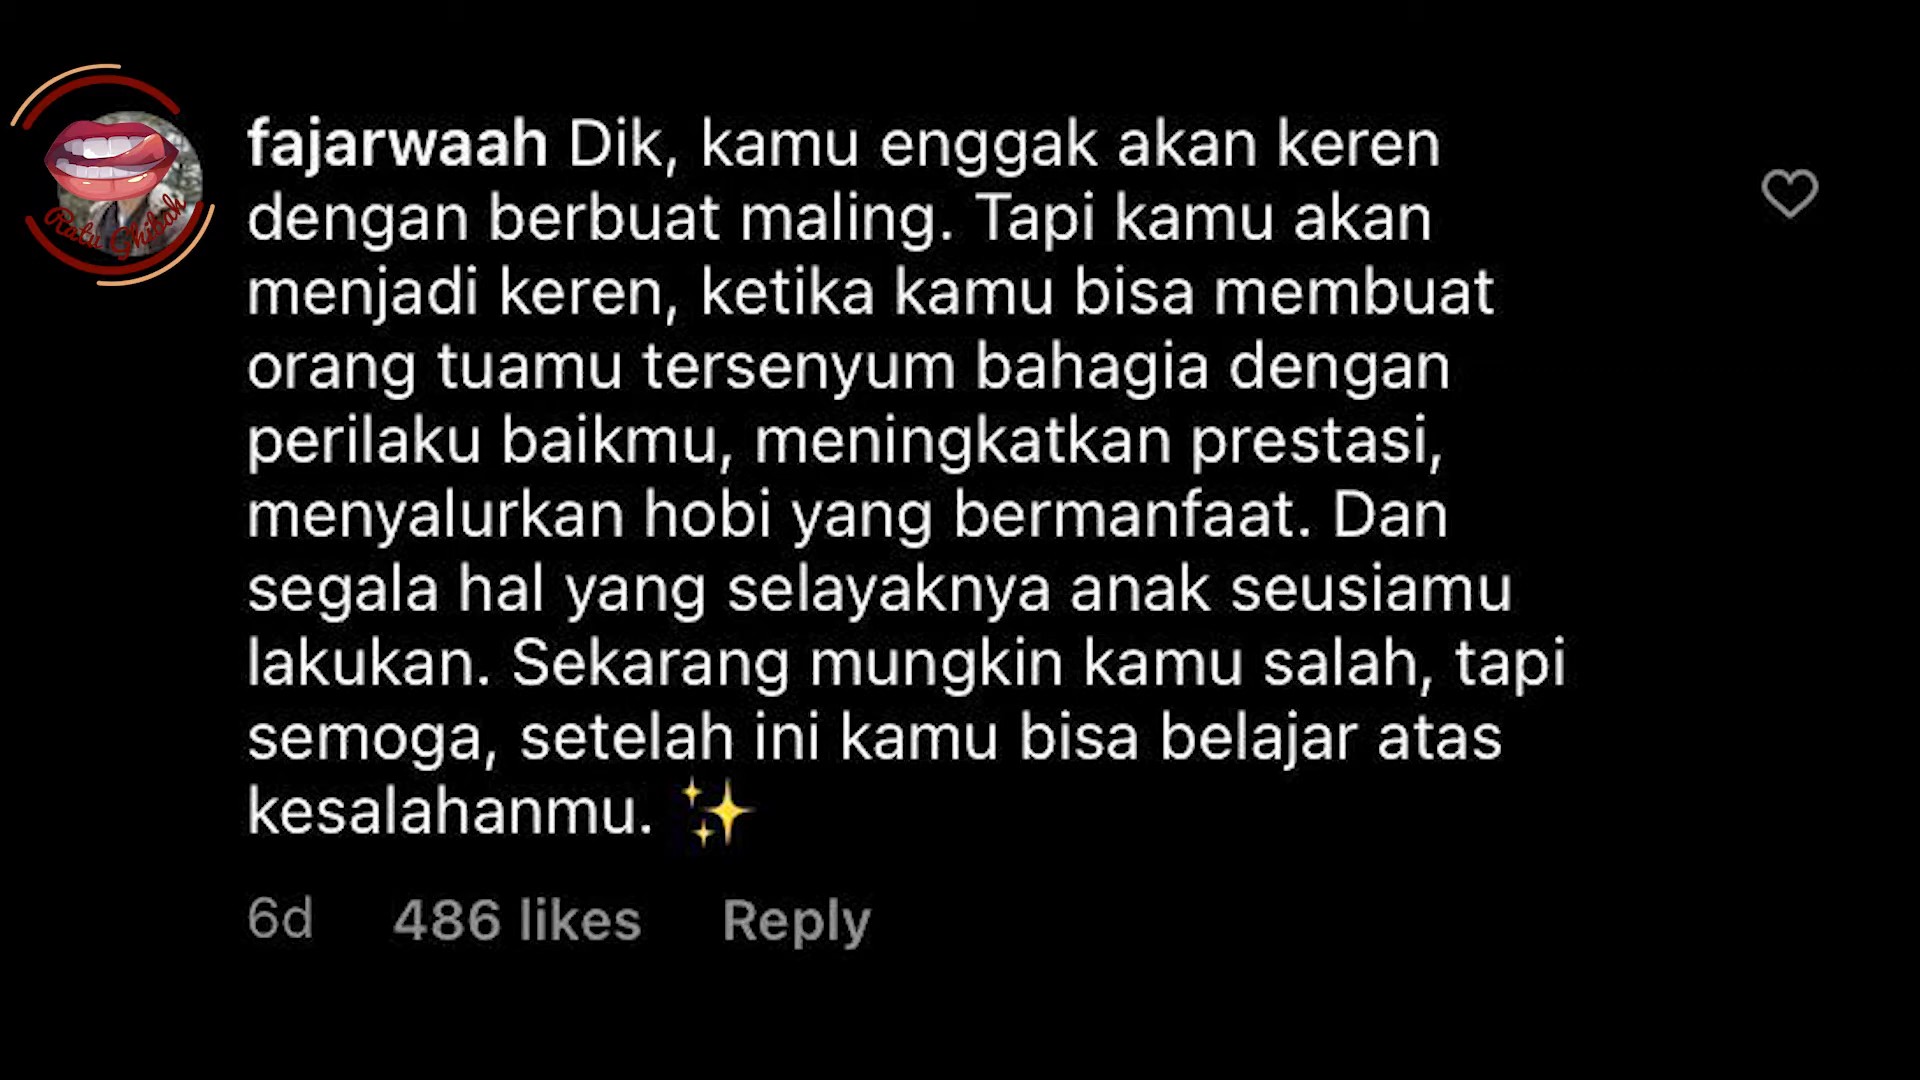 Ratu Ghibah
fajarwaah Dik, kamu enggak akan keren
dengan berbuat maling. Tapi kamu akan
menjadi keren, ketika kamu bisa membuat
orang tuamu tersenyum bahagia dengan
perilaku baikmu, meningkatkan prestasi,
menyalurkan hobi yang bermanfaat. Dan
segala hal yang selayaknya anak seusiamu
lakukan. Sekarang mungkin kamu salah, tapi
semoga, setelah ini kamu bisa belajar atas
kesalahanmu. ✨
6d 486 likes Reply